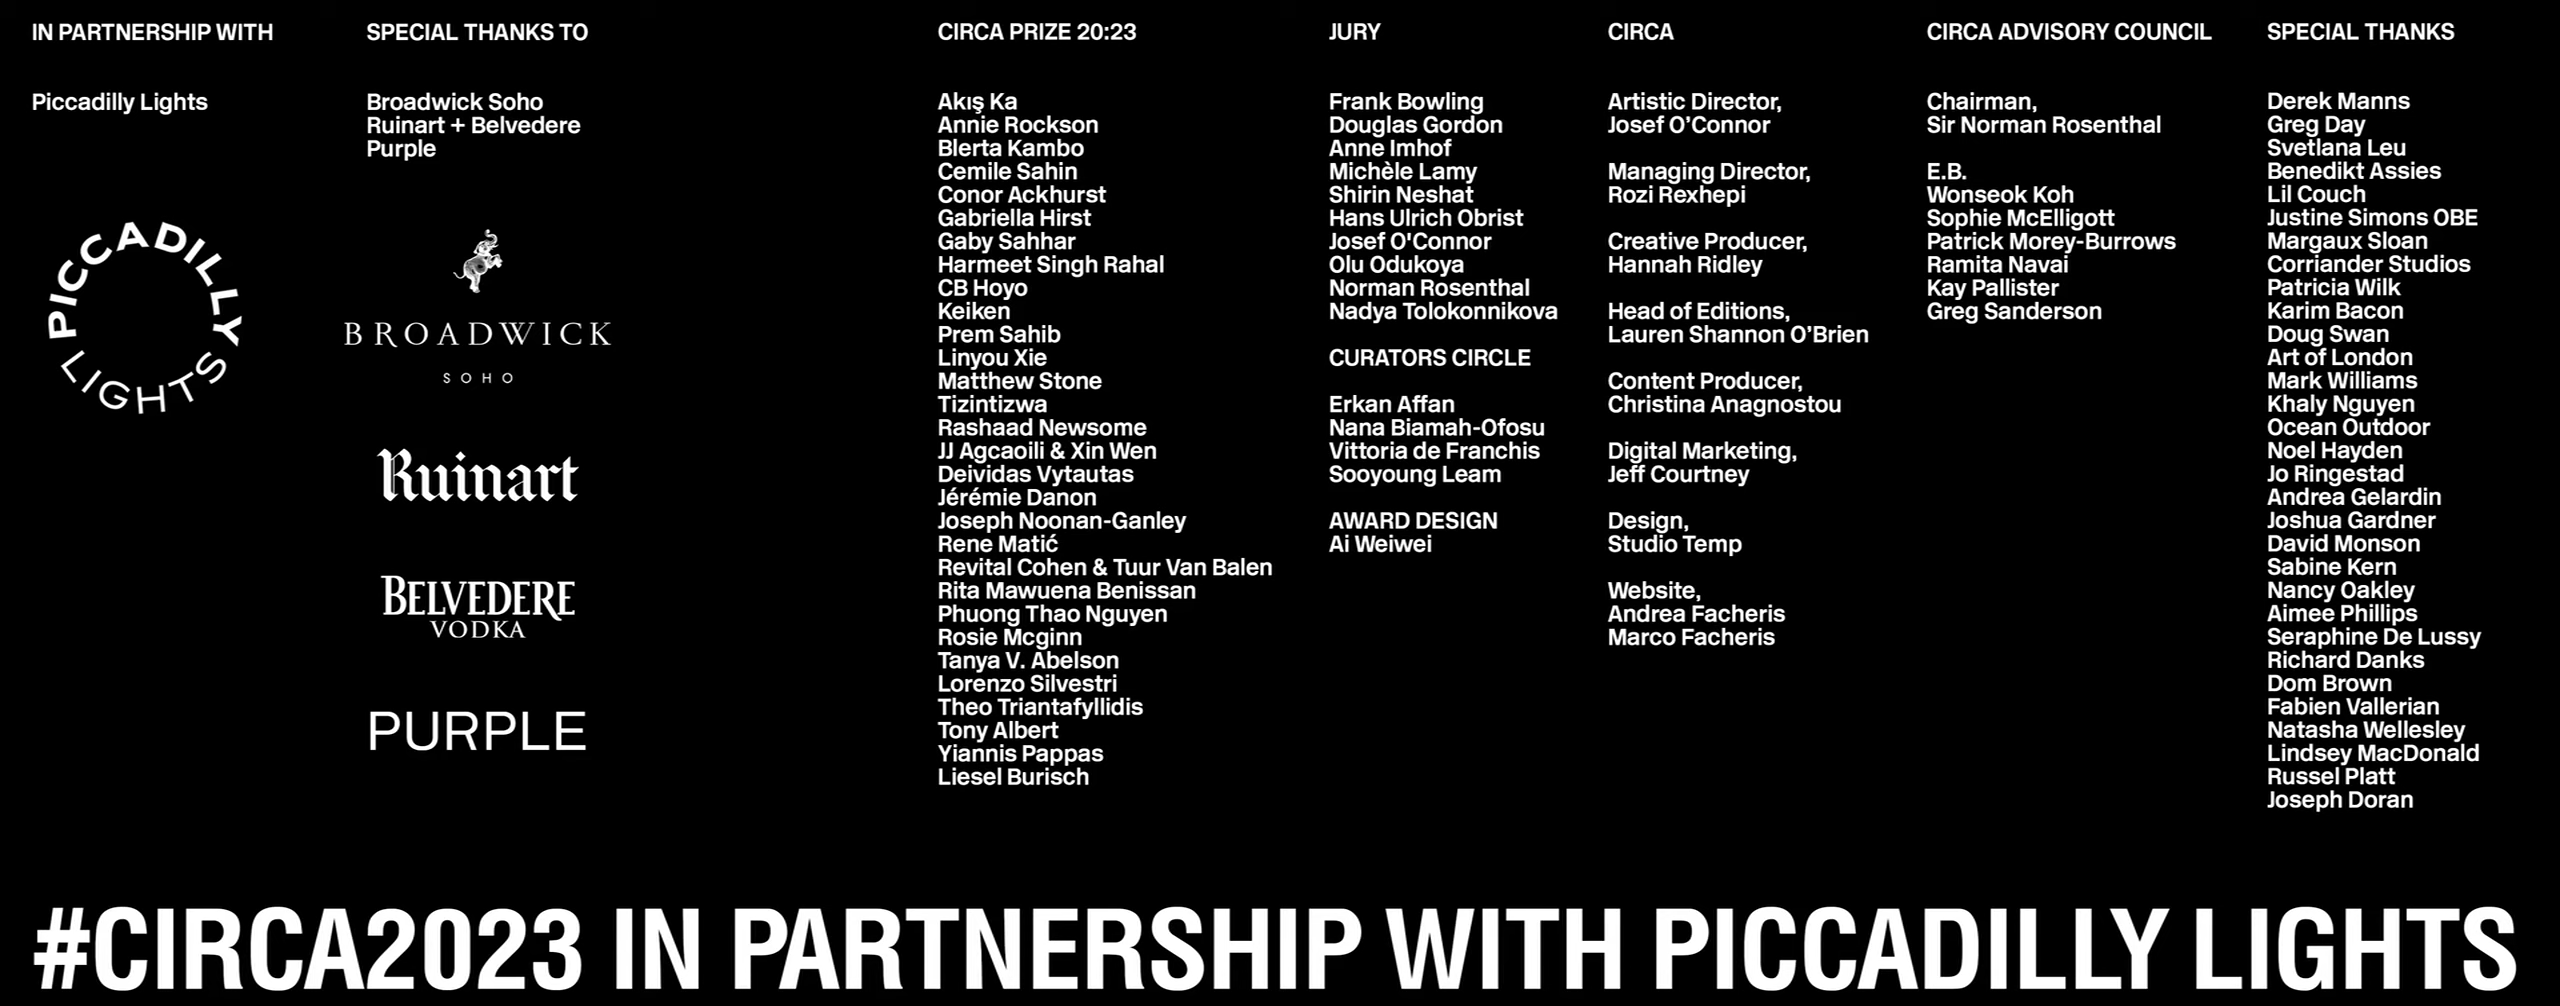 IN PARTNERSHIP WITH
Piccadilly Lights
PICCADILLY LIGHTS
SPECIAL THANKS TO
Broadwick Soho
Ruinart + Belvedere
Purple
BROADWICK
SOHO
Ruinart
BELVEDERE
VODKA
PURPLE
CIRCA PRIZE 20:23
Akış Ka
Annie Rockson
Blerta Kambo
Cemile Sahin
Conor Ackhurst
Gabriella Hirst
Gaby Sahhar
Harmeet Singh Rahal
CB Hoyo
Keiken
Prem Sahib
Linyou Xie
Matthew Stone
Tizintizwa
Rashaad Newsome
JJ Agcaoili & Xin Wen
Deividas Vytautas
Jérémie Danon
Joseph Noonan-Ganley
Rene Matić
Revital Cohen & Tuur Van Balen
Rita Mawuena Benissan
Phuong Thao Nguyen
Rosie Mcginn
Tanya V. Abelson
Lorenzo Silvestri
Theo Triantafyllidis
Tony Albert
Yiannis Pappas
Liesel Burisch
JURY
Frank Bowling
Douglas Gordon
Anne Imhof
Michèle Lamy
Shirin Neshat
Hans Ulrich Obrist
Josef O'Connor
Olu Odukoya
Norman Rosenthal
Nadya Tolokonnikova
CURATORS CIRCLE
Erkan Affan
Nana Biamah-Ofosu
Vittoria de Franchis
Sooyoung Leam
AWARD DESIGN
Ai Weiwei
CIRCA
Artistic Director,
Josef O’Connor
Managing Director,
Rozi Rexhepi
Creative Producer,
Hannah Ridley
Head of Editions,
Lauren Shannon O’Brien
Content Producer,
Christina Anagnostou
Digital Marketing,
Jeff Courtney
Design,
Studio Temp
Website,
Andrea Facheris
Marco Facheris
CIRCA ADVISORY COUNCIL
Chairman,
Sir Norman Rosenthal
E.B.
Wonseok Koh
Sophie McElligott
Patrick Morey-Burrows
Ramita Navai
Kay Pallister
Greg Sanderson
SPECIAL THANKS
Derek Manns
Greg Day
Svetlana Leu
Benedikt Assies
Lil Couch
Justine Simons OBE
Margaux Sloan
Corriander Studios
Patricia Wilk
Karim Bacon
Doug Swan
Art of London
Mark Williams
Khaly Nguyen
Ocean Outdoor
Noel Hayden
Jo Ringestad
Andrea Gelardin
Joshua Gardner
David Monson
Sabine Kern
Nancy Oakley
Aimee Phillips
Seraphine De Lussy
Richard Danks
Dom Brown
Fabien Vallerian
Natasha Wellesley
Lindsey MacDonald
Russel Platt
Joseph Doran
#CIRCA2023 IN PARTNERSHIP WITH PICCADILLY LIGHTS